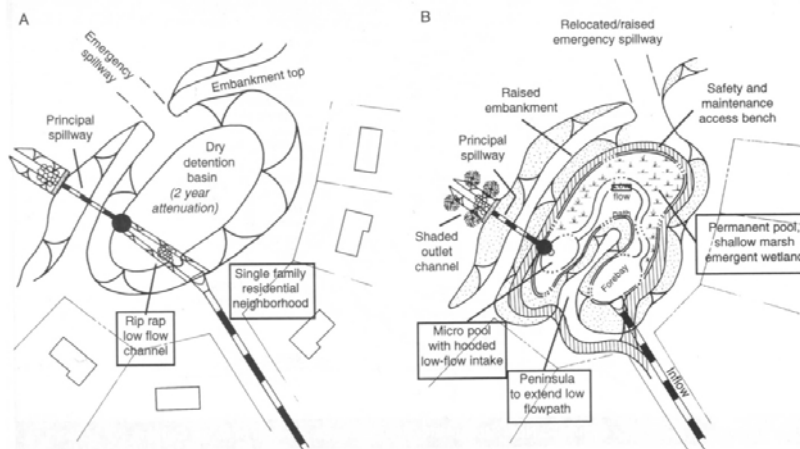 A
Emergency
spillway
Embankment top
Principal
spillway
Dry
detention
basin
(2 year
attenuation)
Single family
residential
neighborhood
Rip rap
low flow
channel
B
Relocated/raised
emergency spillway
Raised
embankment
Safety and
maintenance
access bench
Principal
spillway
flow
path
Shaded
outlet
channel
Permanent pool,
shallow marsh
emergent wetland
Forebay
Micro pool
with hooded
low-flow intake
Peninsula
to extend low
flowpath
Inflow